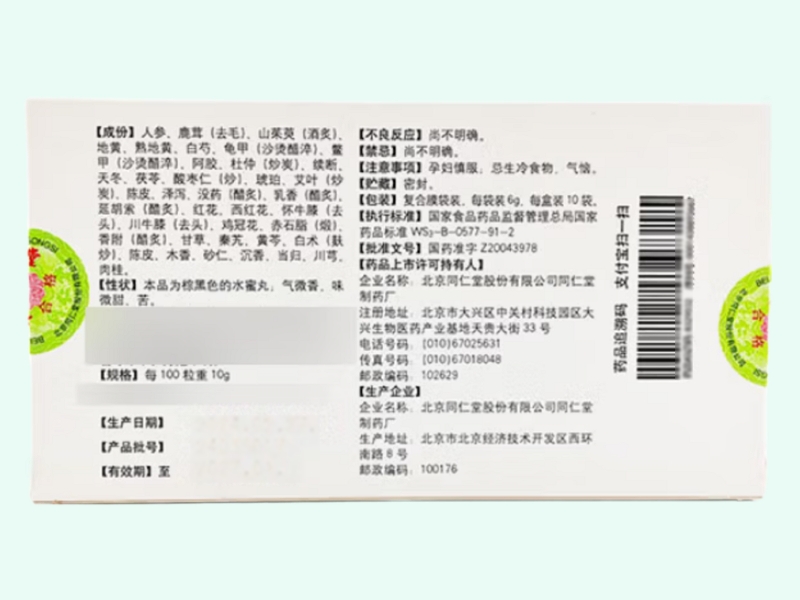 【成份】人参、鹿茸（去毛）、山茱萸（酒炙）、
地黄、熟地黄、白芍、龟甲（沙烫醋淬）、鳖
甲（沙烫醋淬）、阿胶、杜仲（炒炭）、续断、
天冬、茯苓、酸枣仁（炒）、琥珀、艾叶（炒
炭）、陈皮、泽泻、没药（醋炙）、乳香（醋炙）、
延胡索（醋炙）、红花、西红花、怀牛膝（去
头）、川牛膝（去头）、鸡冠花、赤石脂（煅）、
香附（醋炙）、甘草、秦艽、黄芩、白术（麸
炒）、陈皮、木香、砂仁、沉香、当归、川芎、
肉桂。
【性状】本品为棕黑色的水蜜丸；气微香，味
微甜、苦。
【规格】每100粒重10g
【生产日期】
【产品批号】
【有效期】至
【不良反应】尚不明确。
【禁忌】尚不明确。
【注意事项】孕妇慎服；忌生冷食物、气恼。
【贮藏】密封。
【包装】复合膜袋装，每袋装6g，每盒装10袋。
【执行标准】国家食品药品监督管理总局国家
药品标准 WS₃-B-0577-91-2
【批准文号】国药准字 Z20043978
【药品上市许可持有人】
企业名称：北京同仁堂股份有限公司同仁堂
制药厂
注册地址：北京市大兴区中关村科技园区大
兴生物医药产业基地天贵大街 33 号
电话号码：(010)67025631
传真号码：(010)67018048
邮政编码：102629
【生产企业】
企业名称：北京同仁堂股份有限公司同仁堂
制药厂
生产地址：北京市北京经济技术开发区西环
南路 8 号
邮政编码：100176
药品追溯码 支付宝扫一扫
合格